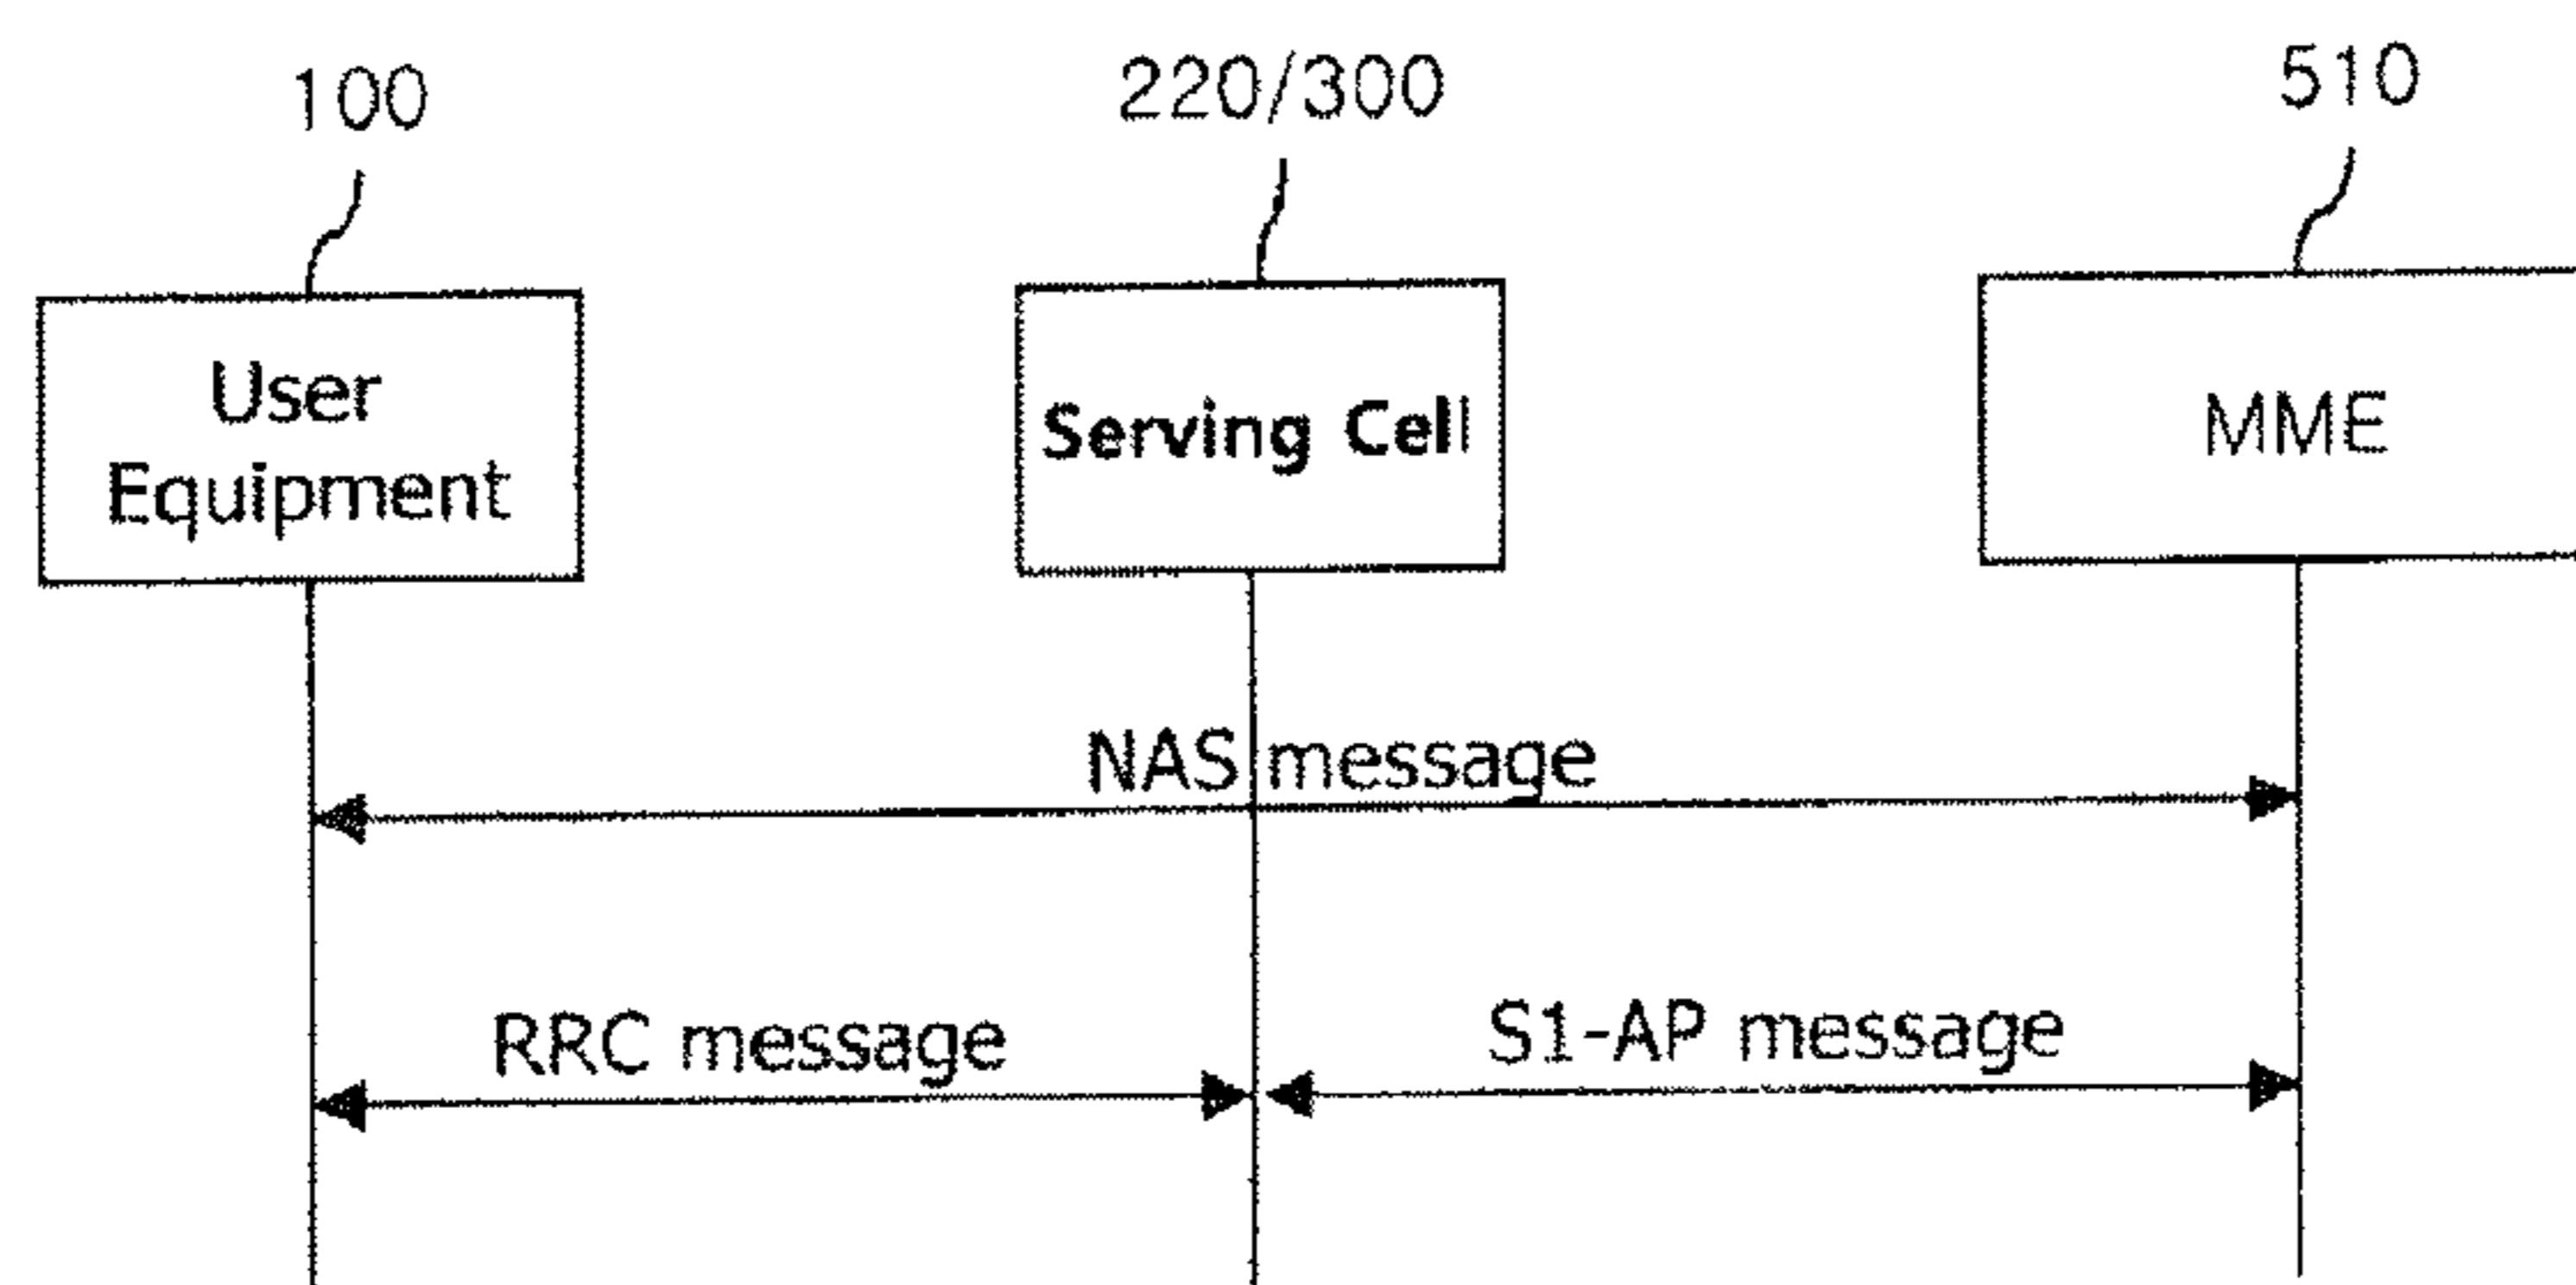 100
220/300
510
User
Equipment
Serving Cell
MME
NAS message
RRC message
S1-AP message